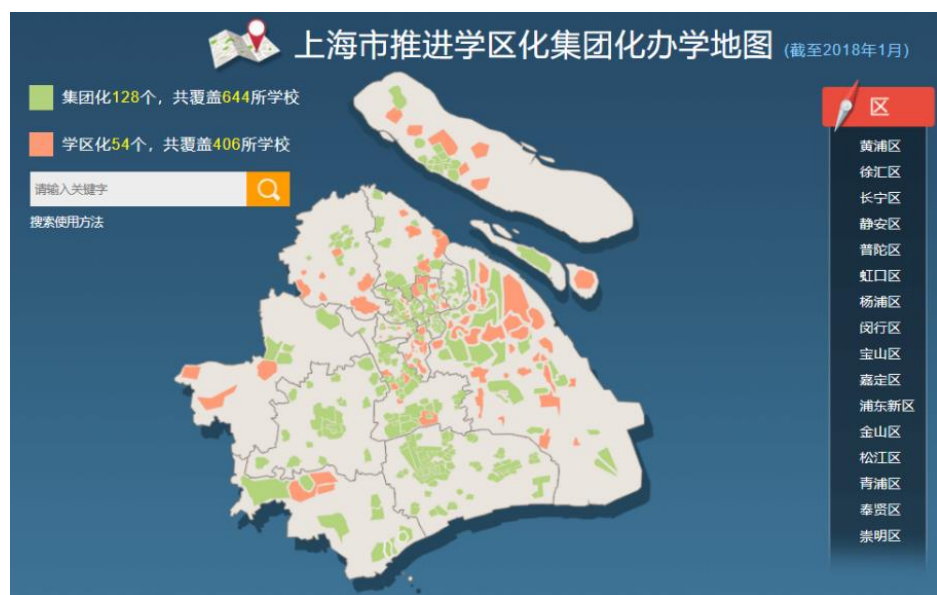 上海市推进学区化集团化办学地图 (截至2018年1月)
集团化128个，共覆盖644所学校
学区化54个，共覆盖406所学校
请输入关键字
搜索使用方法
区
黄浦区
徐汇区
长宁区
静安区
普陀区
虹口区
杨浦区
闵行区
宝山区
嘉定区
浦东新区
金山区
松江区
青浦区
奉贤区
崇明区